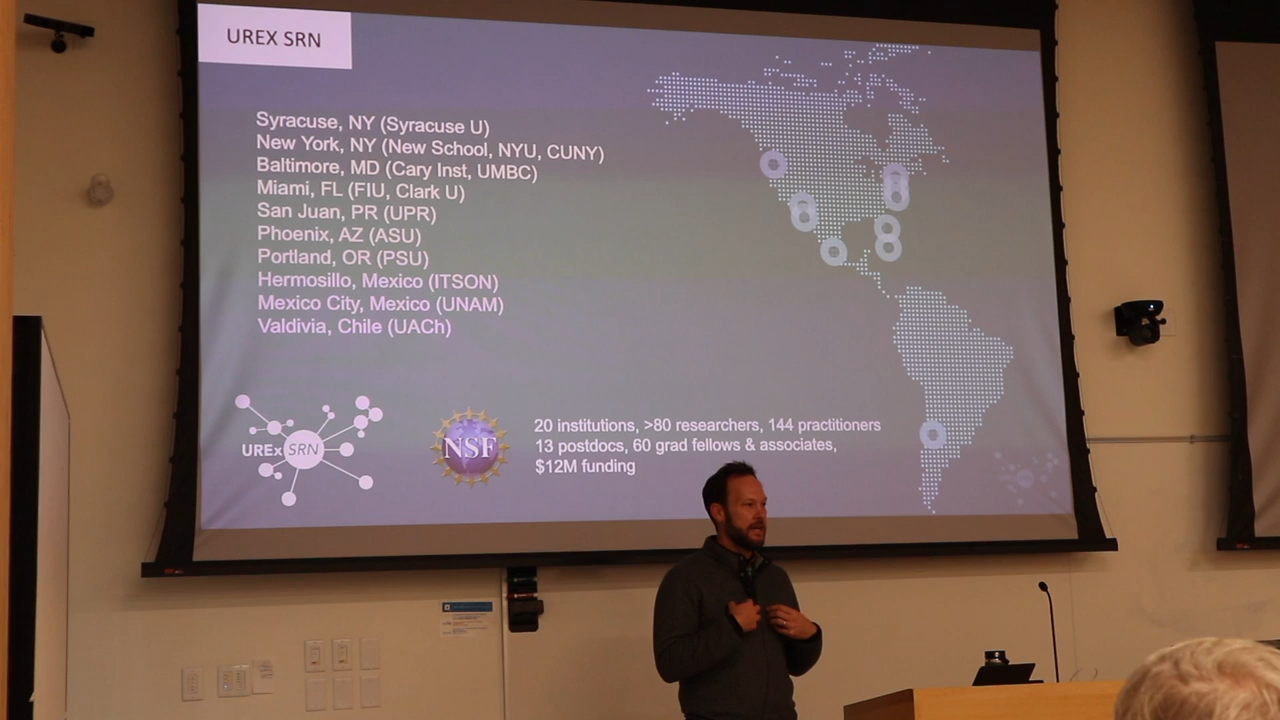 UREX SRN
Syracuse, NY (Syracuse U)
New York, NY (New School, NYU, CUNY)
Baltimore, MD (Cary Inst, UMBC)
Miami, FL (FIU, Clark U)
San Juan, PR (UPR)
Phoenix, AZ (ASU)
Portland, OR (PSU)
Hermosillo, Mexico (ITSON)
Mexico City, Mexico (UNAM)
Valdivia, Chile (UACh)
UREx SRN
NSF
20 institutions, >80 researchers, 144 practitioners
13 postdocs, 60 grad fellows & associates,
$12M funding